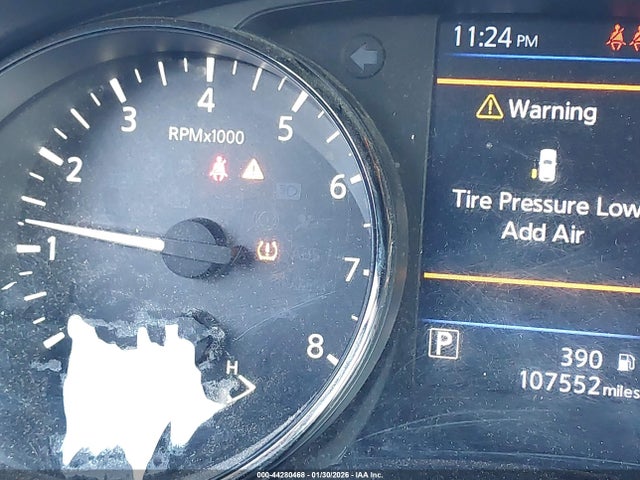 11:24 PM
Warning
Tire Pressure Low
Add Air
P
390
107552 miles
RPMx1000
1
2
3
4
5
6
7
8
H
000-44280468 - 01/30/2026 - IAA Inc.